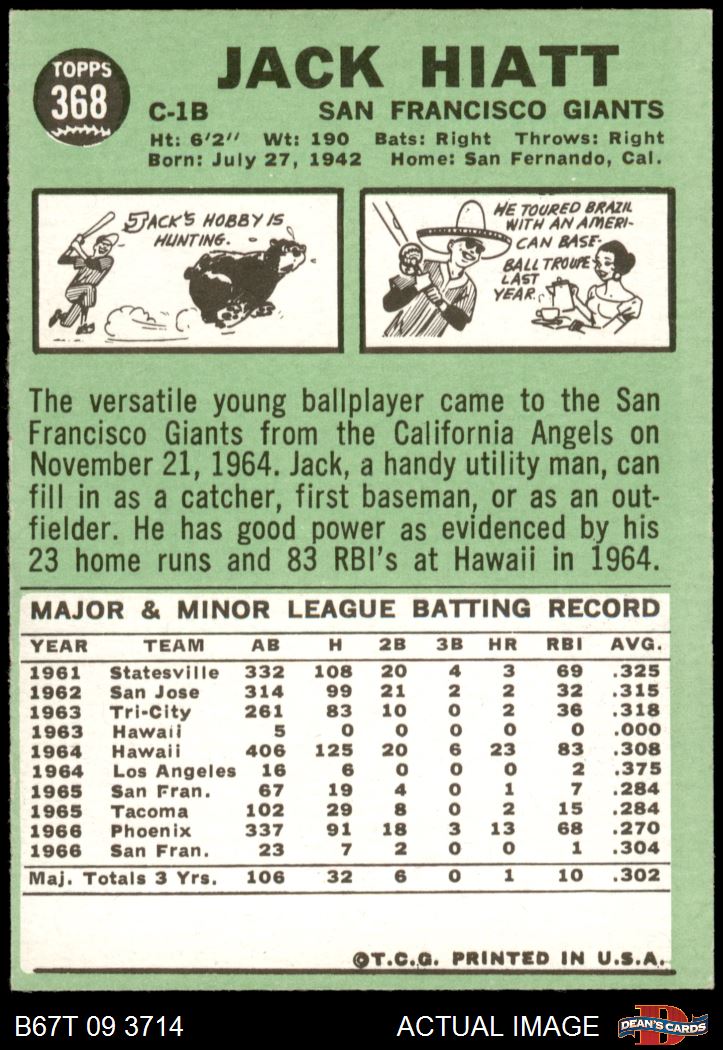 TOPPS
368
JACK HIATT
C-1B SAN FRANCISCO GIANTS
Ht: 6'2" Wt: 190 Bats: Right Throws: Right
Born: July 27, 1942 Home: San Fernando, Cal.
JACK'S HOBBY IS
HUNTING.
HE TOURED BRAZIL
WITH AN AMERI-
CAN BASE-
BALL TROUPE
LAST
YEAR.
The versatile young ballplayer came to the San
Francisco Giants from the California Angels on
November 21, 1964. Jack, a handy utility man, can
fill in as a catcher, first baseman, or as an out-
fielder. He has good power as evidenced by his
23 home runs and 83 RBI's at Hawaii in 1964.
MAJOR & MINOR LEAGUE BATTING RECORD
YEAR TEAM AB H 2B 3B HR RBI AVG.
1961 Statesville 332 108 20 4 3 69 .325
1962 San Jose 314 99 21 2 2 32 .315
1963 Tri-City 261 83 10 0 2 36 .318
1963 Hawaii 5 0 0 0 0 0 .000
1964 Hawaii 406 125 20 6 23 83 .308
1964 Los Angeles 16 6 0 0 0 2 .375
1965 San Fran. 67 19 4 0 1 7 .284
1965 Tacoma 102 29 8 0 2 15 .284
1966 Phoenix 337 91 18 3 13 68 .270
1966 San Fran. 23 7 2 0 0 1 .304
Maj. Totals 3 Yrs. 106 32 6 0 1 10 .302
©T.C.G. PRINTED IN U.S.A.
B67T 09 3714 ACTUAL IMAGE D DEAN'S CARDS